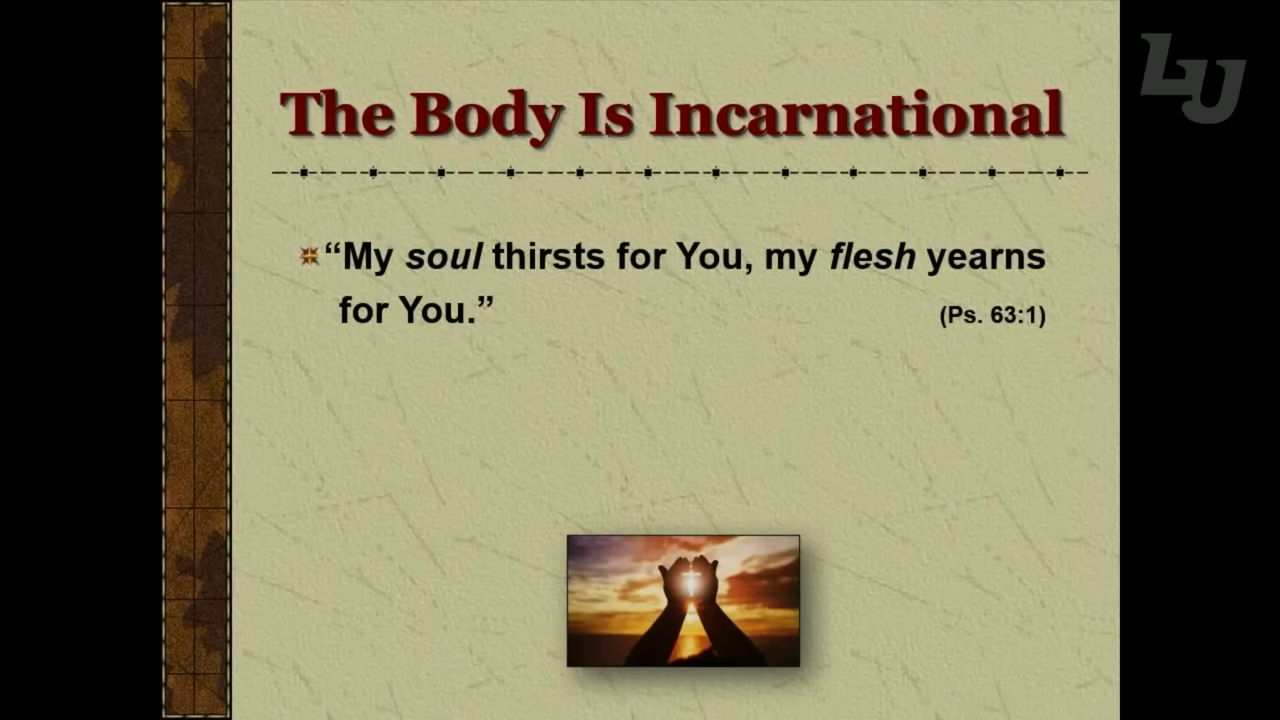 LU
The Body Is Incarnational
“My soul thirsts for You, my flesh yearns
for You.” (Ps. 63:1)